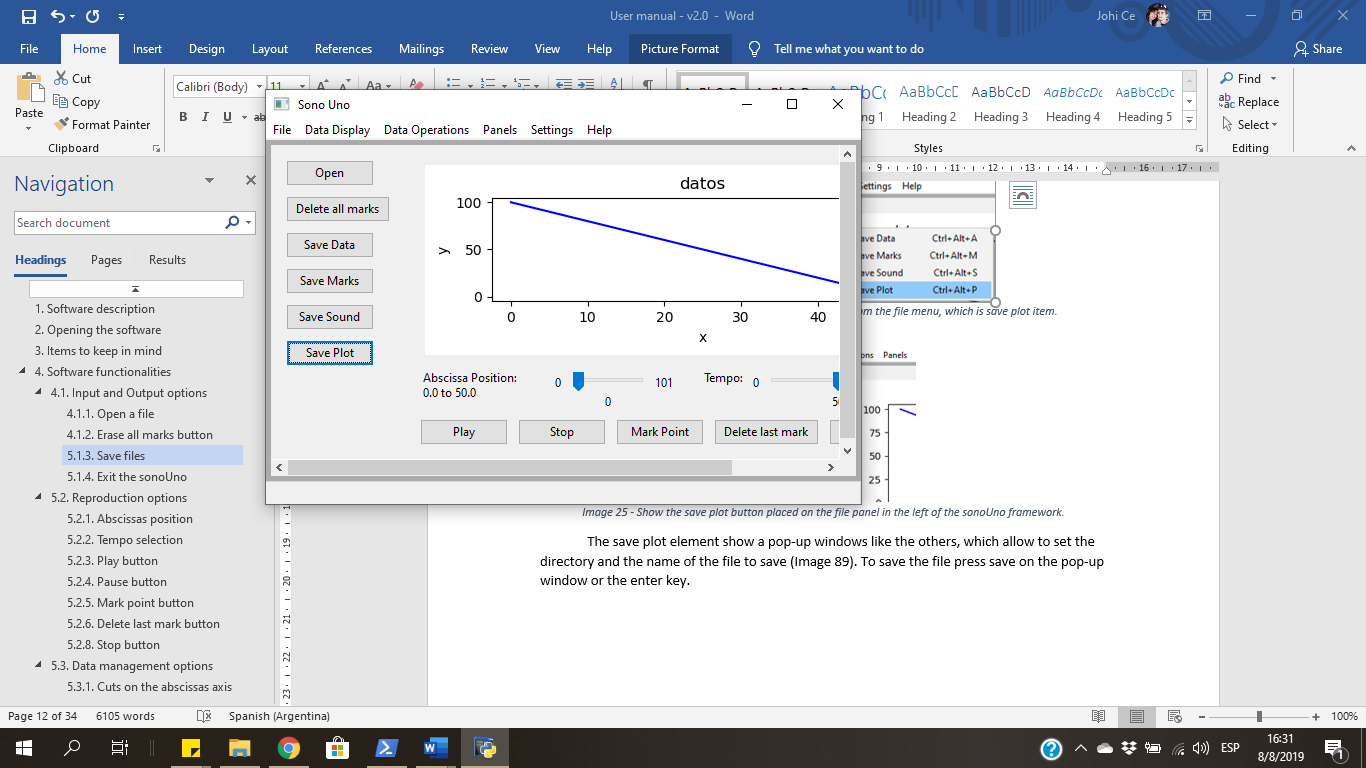 User manual - v2.0 - Word
Johi Ce
File Home Insert Design Layout References Mailings Review View Help Picture Format Tell me what you want to do Share
Paste
Cut
Copy
Format Painter
Clipboard
Calibri (Body) 11
B I U
AaBbCcD AaBbCcD AaBbCcDc AaBbCcDc
Heading 2 Heading 3 Heading 4 Heading 5
Styles
Find
Replace
Select
Editing
Navigation
Search document
Headings Pages Results
1. Software description
2. Opening the software
3. Items to keep in mind
4. Software functionalities
4.1. Input and Output options
4.1.1. Open a file
4.1.2. Erase all marks button
5.1.3. Save files
5.1.4. Exit the sonoUno
5.2. Reproduction options
5.2.1. Abscissas position
5.2.2. Tempo selection
5.2.3. Play button
5.2.4. Pause button
5.2.5. Mark point button
5.2.6. Delete last mark button
5.2.8. Stop button
5.3. Data management options
5.3.1. Cuts on the abscissas axis
Sono Uno
File Data Display Data Operations Panels Settings Help
Open
Delete all marks
Save Data
Save Marks
Save Sound
Save Plot
datos
100
50
0
y
0 10 20 30 40
x
Abscissa Position:
0.0 to 50.0
0 101
0
Tempo: 0
Play Stop Mark Point Delete last mark
9 10 11 12 13 14 16 17
Help
Data Ctrl+Alt+A
Marks Ctrl+Alt+M
Sound Ctrl+Alt+S
Plot Ctrl+Alt+P
the file menu, which is save plot item.
Panels
100
75
50
25
Image 25 - Show the save plot button placed on the file panel in the left of the sonoUno framework.
The save plot element show a pop-up windows like the others, which allow to set the
directory and the name of the file to save (Image 89). To save the file press save on the pop-up
window or the enter key.
19
20
21
22
23
Page 12 of 34 6105 words Spanish (Argentina) 100%
ESP
16:31
8/8/2019
1